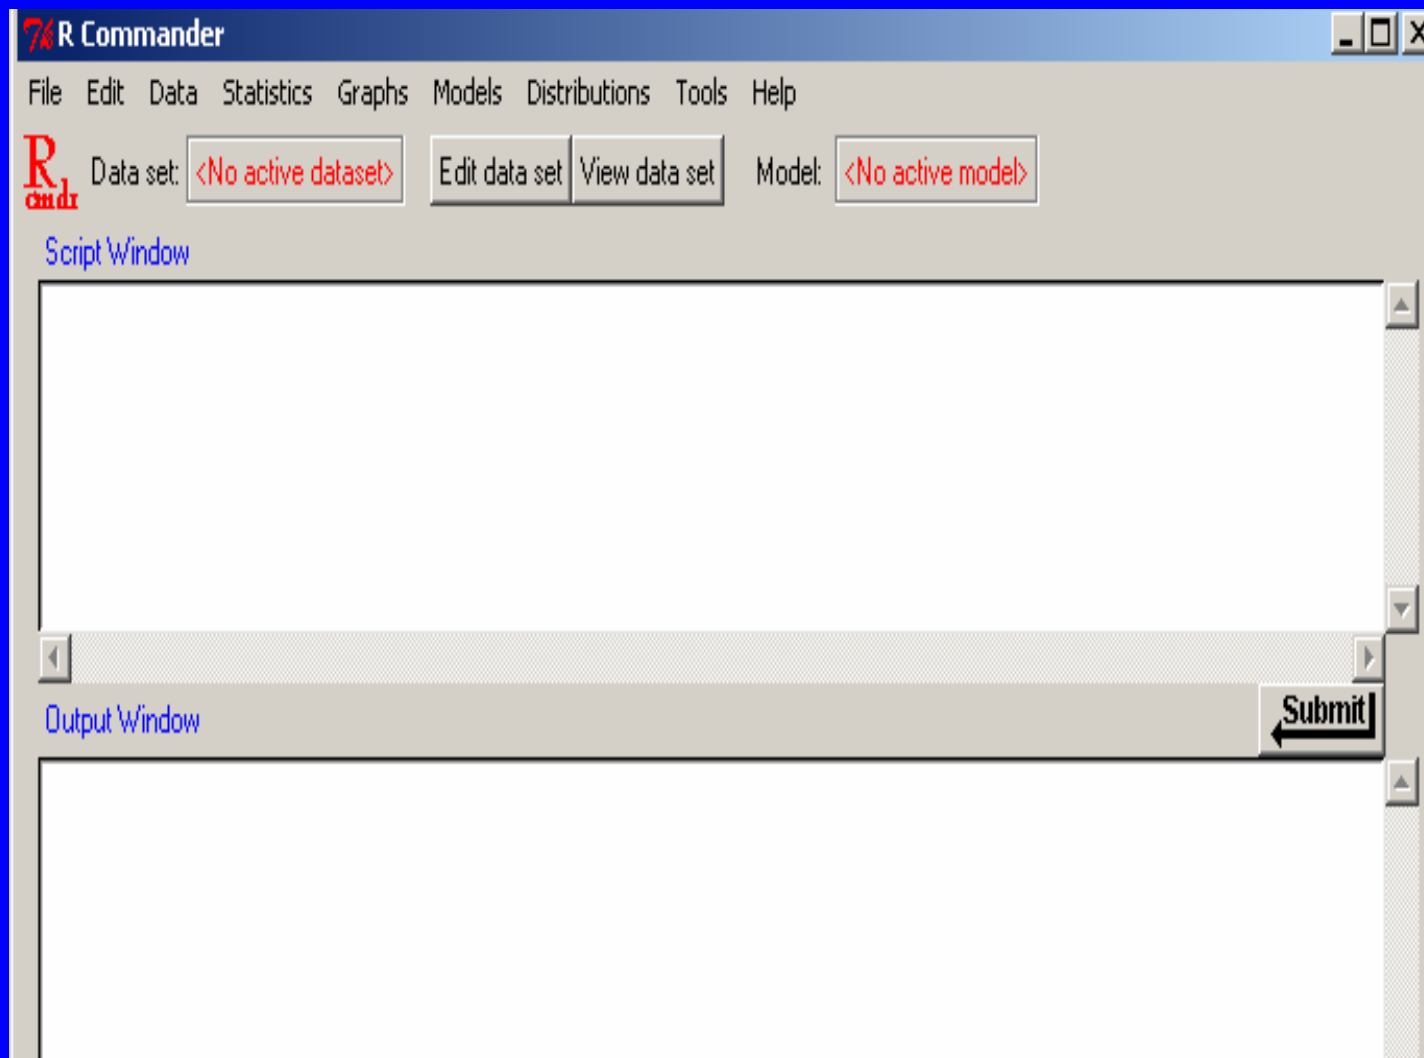 R Commander
File Edit Data Statistics Graphs Models Distributions Tools Help
R cmdr Data set: <No active dataset> Edit data set View data set Model: <No active model>
Script Window
Output Window Submit